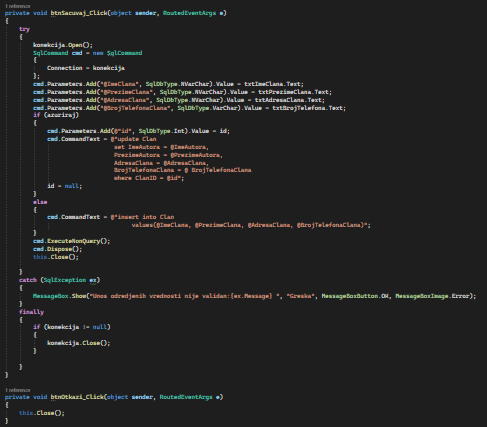 1 reference
private void btnSacuvaj_Click(object sender, RoutedEventArgs e)
{
try
{
konekcija.Open();
SqlCommand cmd = new SqlCommand
{
Connection = konekcija
};
cmd.Parameters.Add("@ImeClana", SqlDbType.NVarChar).Value = txtImeClana.Text;
cmd.Parameters.Add("@PrezimeClana", SqlDbType.NVarChar).Value = txtPrezimeClana.Text;
cmd.Parameters.Add("@AdresaClana", SqlDbType.NVarChar).Value = txtAdresaClana.Text;
cmd.Parameters.Add("@BrojTelefonaClana", SqlDbType.VarChar).Value = txtBrojTelefona.Text;
if (azuriraj)
{
cmd.Parameters.Add(@"id", SqlDbType.Int).Value = id;
cmd.CommandText = @"update Clan
set ImeAutora = @ImeAutora,
PrezimeAutora = @PrezimeAutora,
AdresaClana = @AdresaClana,
BrojTelefonaClana = @ BrojTelefonaClana
where ClanID = @id";
id = null;
}
else
{
cmd.CommandText = @"insert into Clan
values(@ImeClana, @PrezimeClana, @AdresaClana, @BrojTelefonaClana)";
}
cmd.ExecuteNonQuery();
cmd.Dispose();
this.Close();
}
catch (SqlException ex)
{
MessageBox.Show("Unos odredjenih vrednosti nije validan:{ex.Message} ", "Greska", MessageBoxButton.OK, MessageBoxImage.Error);
}
finally
{
if (konekcija != null)
{
konekcija.Close();
}
}
}
1 reference
private void btnOtkazi_Click(object sender, RoutedEventArgs e)
{
this.Close();
}